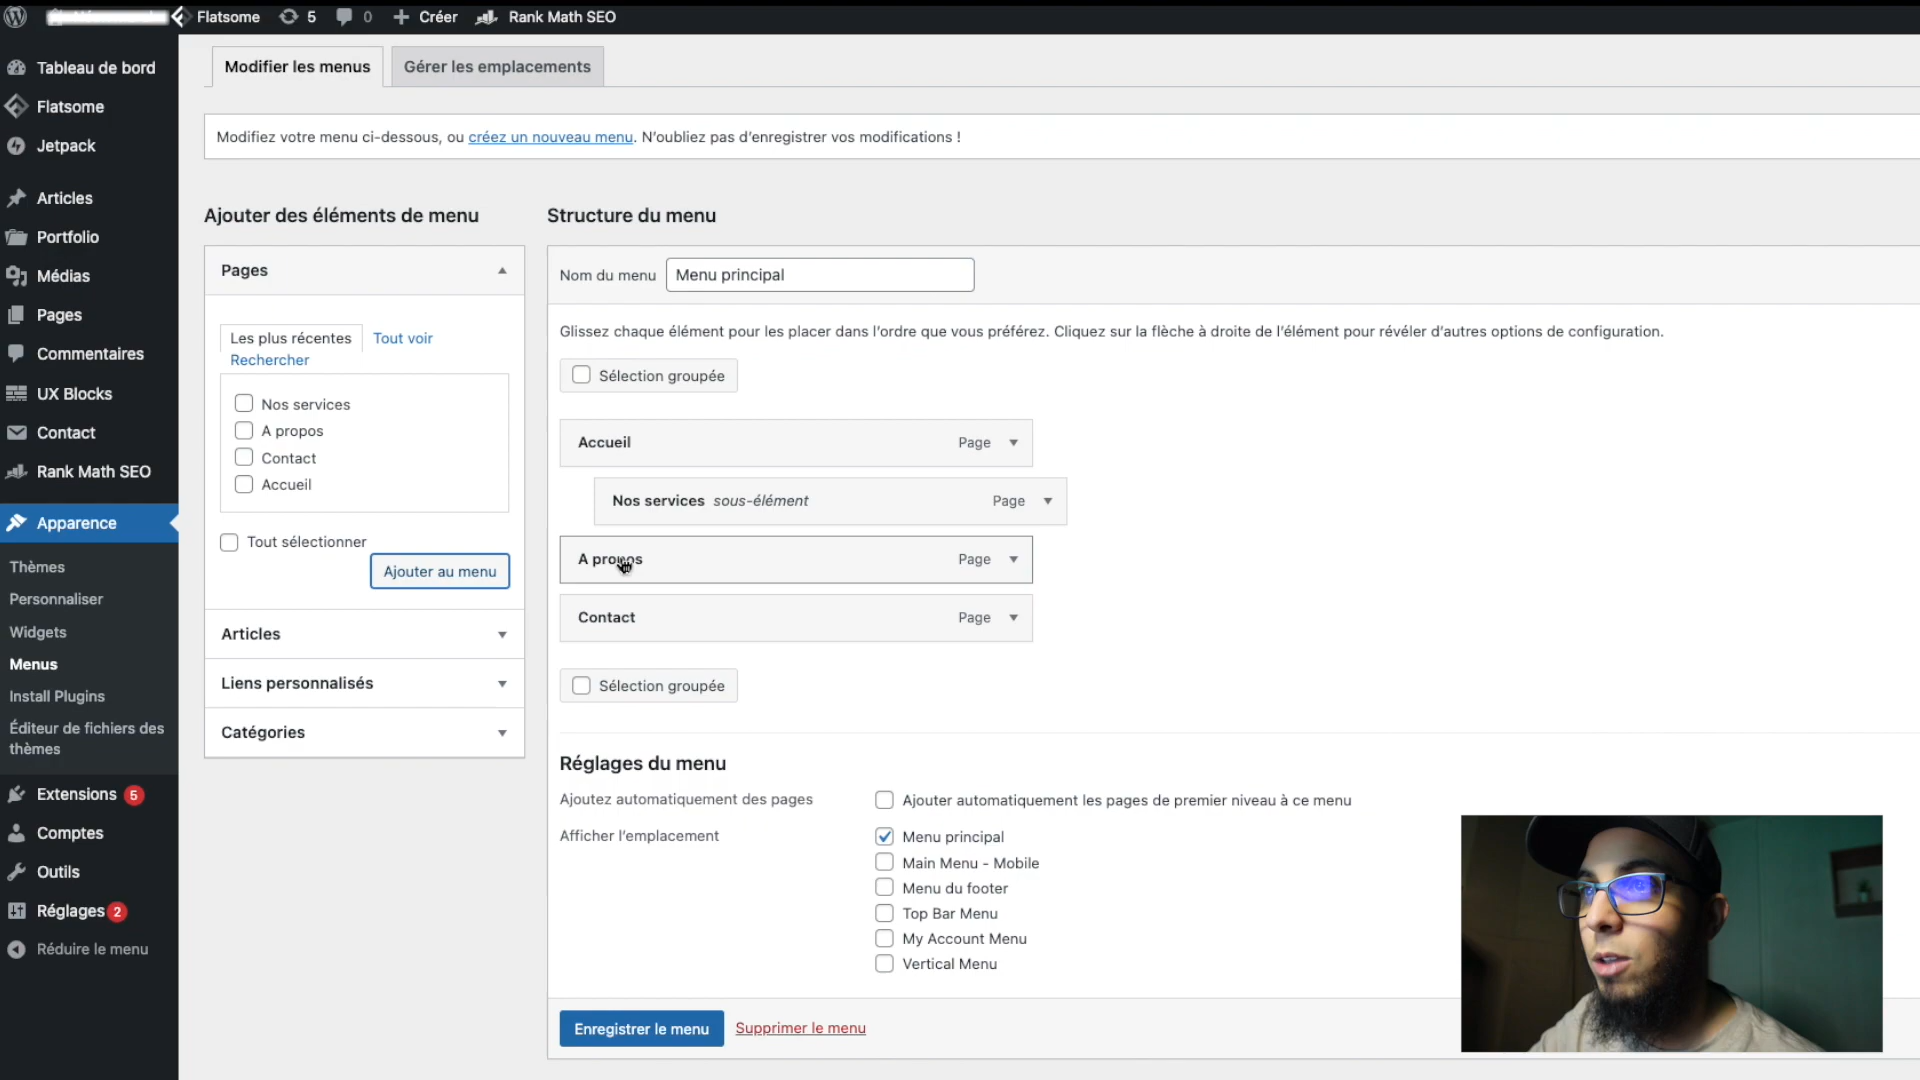 Flatsome 5 0 Créer Rank Math SEO
Tableau de bord
Flatsome
Jetpack
Articles
Portfolio
Médias
Pages
Commentaires
UX Blocks
Contact
Rank Math SEO
Apparence
Thèmes
Personnaliser
Widgets
Menus
Install Plugins
Éditeur de fichiers des
thèmes
Extensions 5
Comptes
Outils
Réglages 2
Réduire le menu
Modifier les menus
Gérer les emplacements
Modifiez votre menu ci-dessous, ou créez un nouveau menu. N'oubliez pas d'enregistrer vos modifications !
Ajouter des éléments de menu
Pages
Les plus récentes
Tout voir
Rechercher
Nos services
A propos
Contact
Accueil
Tout sélectionner
Ajouter au menu
Articles
Liens personnalisés
Catégories
Structure du menu
Nom du menu Menu principal
Glissez chaque élément pour les placer dans l'ordre que vous préférez. Cliquez sur la flèche à droite de l'élément pour révéler d'autres options de configuration.
Sélection groupée
Accueil Page
Nos services sous-élément Page
A propos Page
Contact Page
Sélection groupée
Réglages du menu
Ajoutez automatiquement des pages
Ajouter automatiquement les pages de premier niveau à ce menu
Afficher l'emplacement
Menu principal
Main Menu - Mobile
Menu du footer
Top Bar Menu
My Account Menu
Vertical Menu
Enregistrer le menu
Supprimer le menu